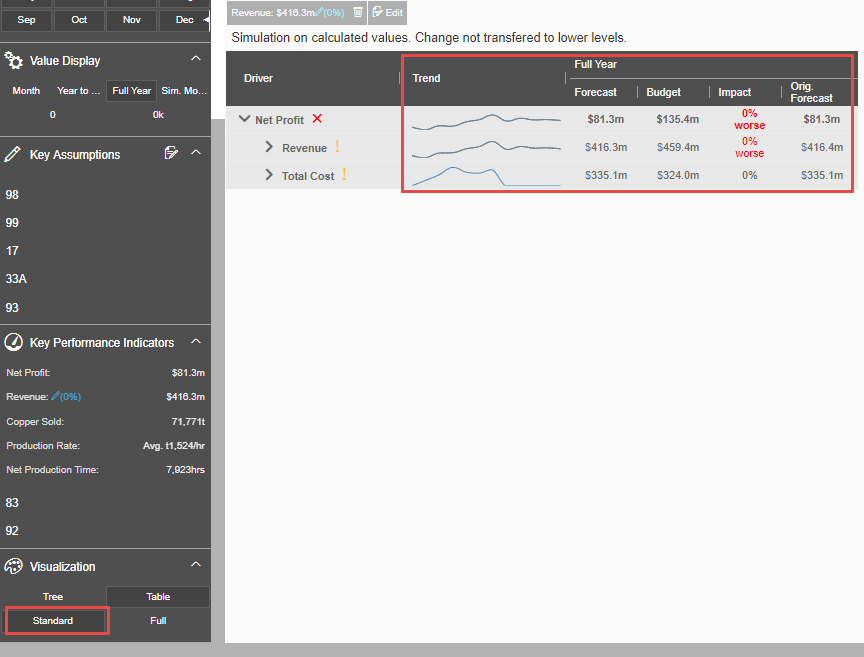 Sep Oct Nov Dec
Value Display
Month Year to ... Full Year Sim. Mo...
0 0k
Key Assumptions
98
99
17
33A
93
Key Performance Indicators
Net Profit: $81.3m
Revenue: (0%) $416.3m
Copper Sold: 71,771t
Production Rate: Avg. t1,524/hr
Net Production Time: 7,923hrs
83
92
Visualization
Tree Table
Standard Full
Revenue: $416.3m (0%) Edit
Simulation on calculated values. Change not transfered to lower levels.
Full Year
Driver Trend
Forecast Budget Impact Orig. Forecast
Net Profit $81.3m $135.4m 0% worse $81.3m
Revenue ! $416.3m $459.4m 0% worse $416.4m
Total Cost ! $335.1m $324.0m 0% $335.1m